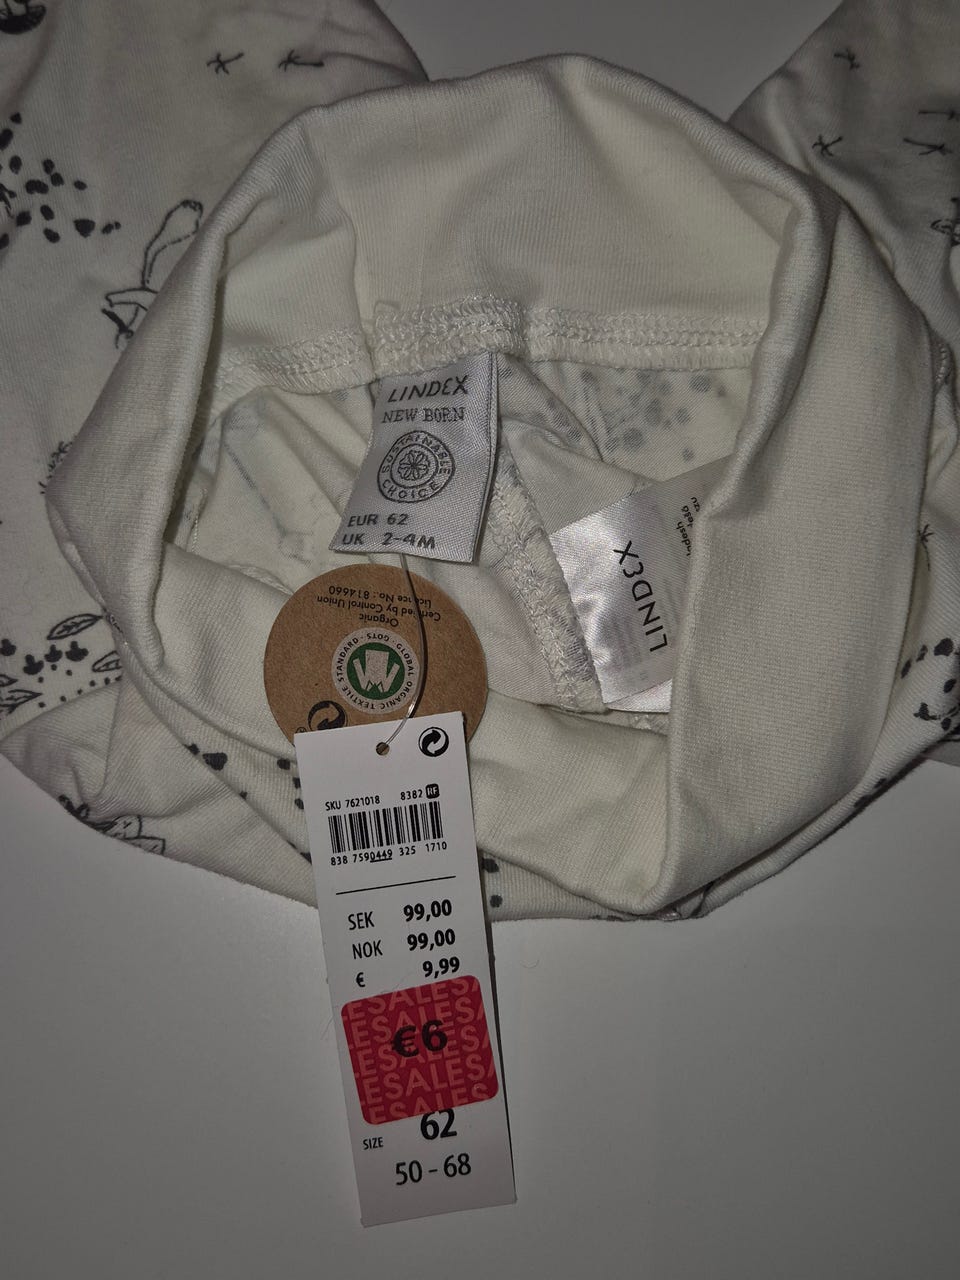 LINDEX
NEW BORN
SUSTAINABLE
CHOICE
EUR 62
UK 2-4M
LINDEX
Organic
Certified by Control Union
Licence No.: 814660
GLOBAL ORGANIC TEXTILE STANDARD · GOTS ·
SKU 7621018 8382 HF
838 7590449 325 1710
SEK 99,00
NOK 99,00
€ 9,99
SALES
€6
SIZE 62
50 - 68